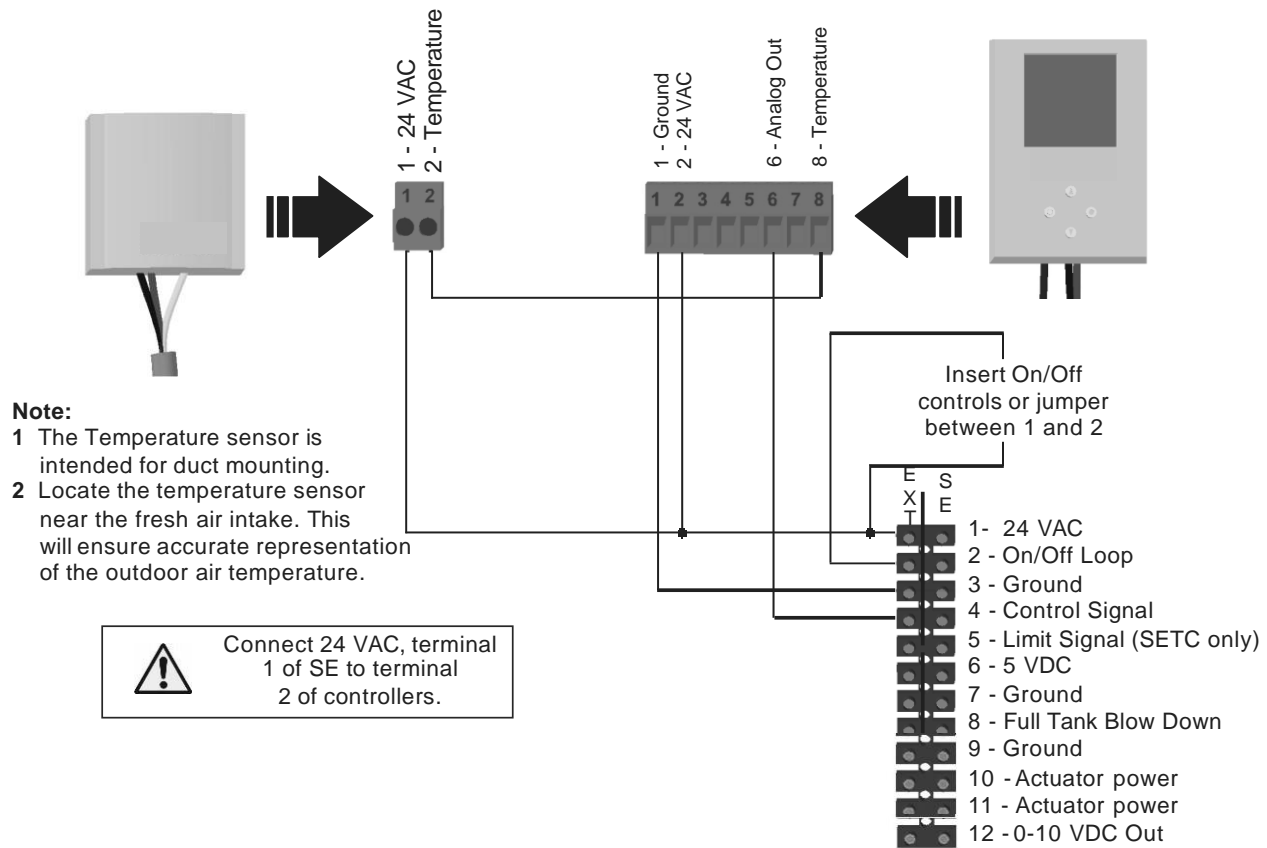 1 - 24 VAC
2 - Temperature
1 - Ground
2 - 24 VAC
6 - Analog Out
8 - Temperature
1 2
1 2 3 4 5 6 7 8
Note:
1 The Temperature sensor is
intended for duct mounting.
2 Locate the temperature sensor
near the fresh air intake. This
will ensure accurate representation
of the outdoor air temperature.
Connect 24 VAC, terminal
1 of SE to terminal
2 of controllers.
Insert On/Off
controls or jumper
between 1 and 2
EXT
SE
1- 24 VAC
2 - On/Off Loop
3 - Ground
4 - Control Signal
5 - Limit Signal (SETC only)
6 - 5 VDC
7 - Ground
8 - Full Tank Blow Down
9 - Ground
10 - Actuator power
11 - Actuator power
12 - 0-10 VDC Out